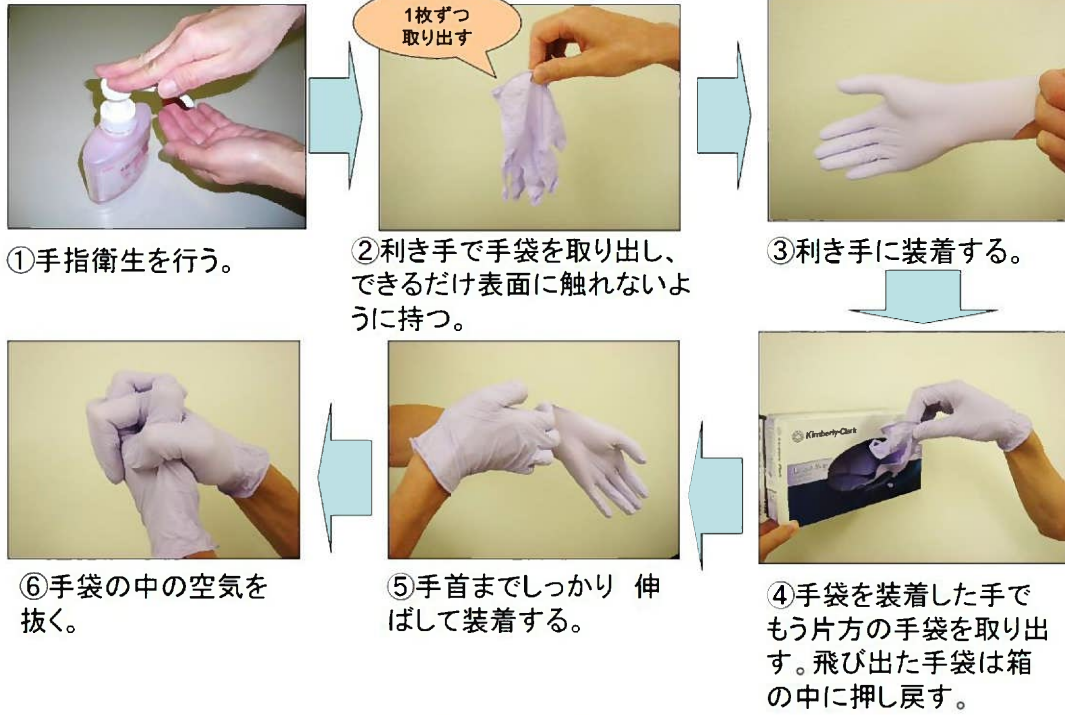 1枚ずつ
取り出す
①手指衛生を行う。
②利き手で手袋を取り出し、
できるだけ表面に触れないよ
うに持つ。
③利き手に装着する。
Kimberly-Clark
④手袋を装着した手で
もう片方の手袋を取り出
す。飛び出た手袋は箱
の中に押し戻す。
⑤手首までしっかり 伸
ばして装着する。
⑥手袋の中の空気を
抜く。